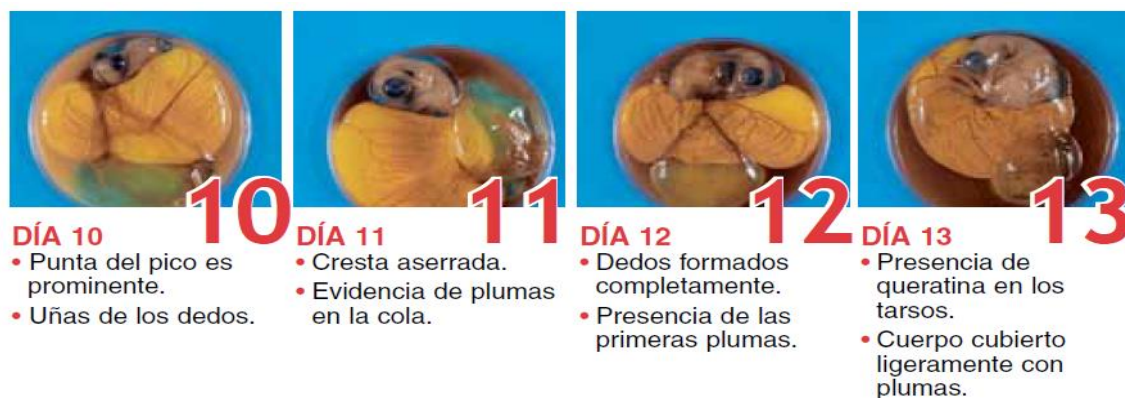 10
DÍA 10
• Punta del pico es
prominente.
• Uñas de los dedos.
11
DÍA 11
• Cresta aserrada.
• Evidencia de plumas
en la cola.
12
DÍA 12
• Dedos formados
completamente.
• Presencia de las
primeras plumas.
13
DÍA 13
• Presencia de
queratina en los
tarsos.
• Cuerpo cubierto
ligeramente con
plumas.